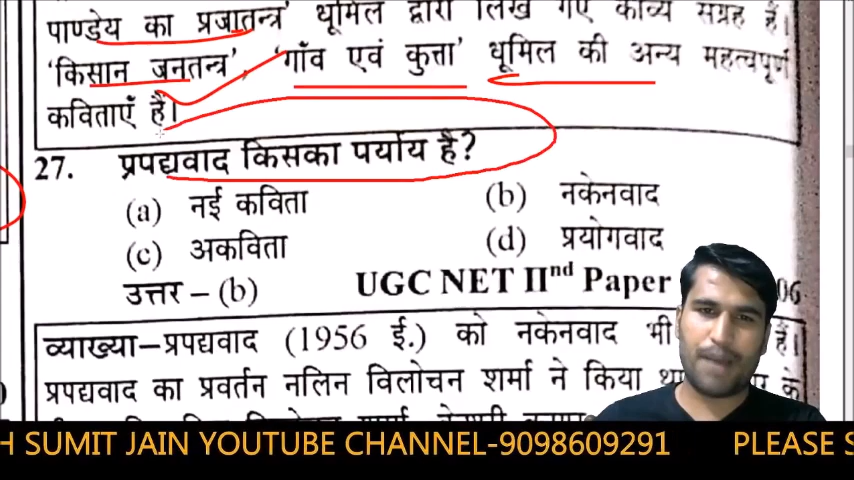 पाण्डेय का प्रजातन्त्र' धूमिल द्वारा लिखे गए काव्य संग्रह हैं।
'किसान जनतन्त्र', 'गाँव एवं कुत्ता' धूमिल की अन्य महत्वपूर्ण
कविताएँ हैं।
27. प्रपद्यवाद किसका पर्याय है?
(a) नई कविता (b) नकेनवाद
(c) अकविता (d) प्रयोगवाद
उत्तर – (b) UGC NET IInd Paper 06
व्याख्या–प्रपद्यवाद (1956 ई.) को नकेनवाद भी हैं।
प्रपद्यवाद का प्रवर्तन नलिन विलोचन शर्मा ने किया के
H SUMIT JAIN YOUTUBE CHANNEL-9098609291 PLEASE S